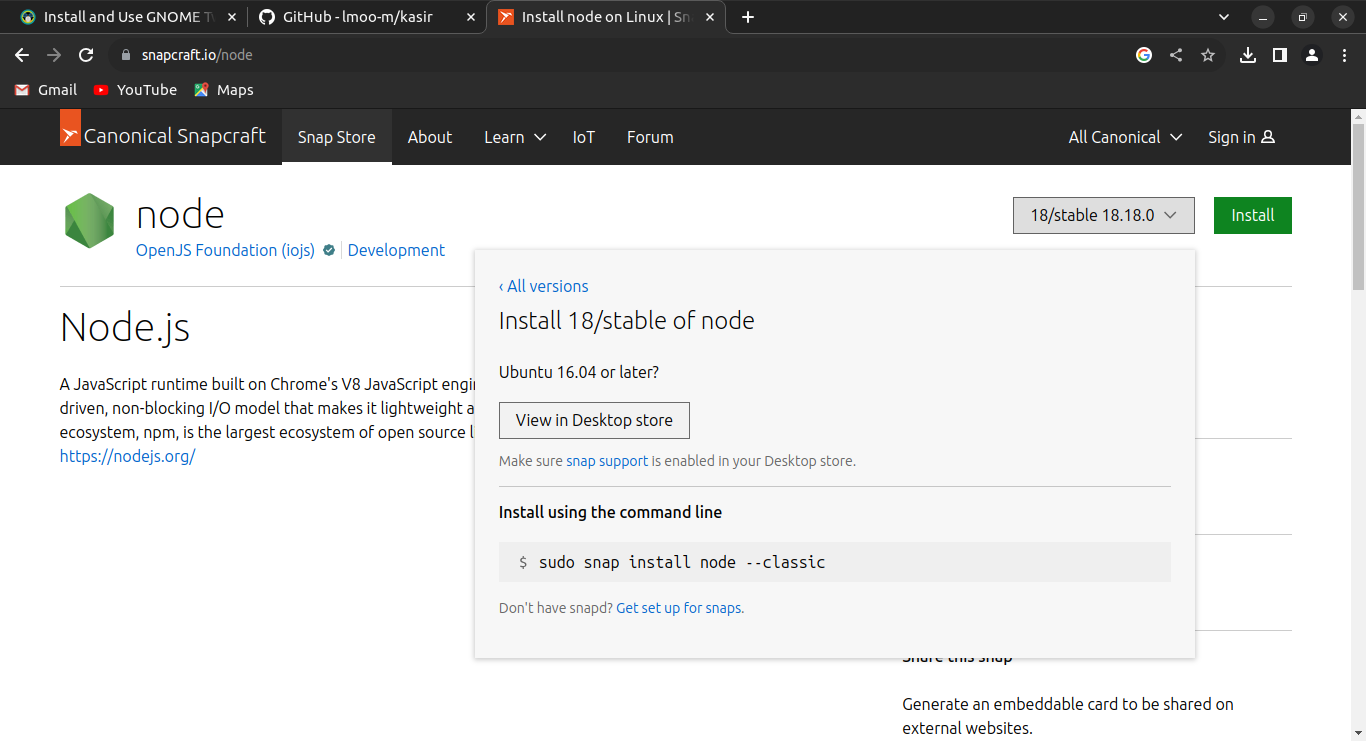 Install and Use GNOME Tw
GitHub - lmoo-m/kasir
Install node on Linux | Sn
snapcraft.io/node
Gmail
YouTube
Maps
Canonical Snapcraft
Snap Store
About
Learn
IoT
Forum
All Canonical
Sign in
node
18/stable 18.18.0
Install
OpenJS Foundation (iojs)
Development
‹ All versions
Install 18/stable of node
Node.js
Ubuntu 16.04 or later?
A JavaScript runtime built on Chrome's V8 JavaScript engi
driven, non-blocking I/O model that makes it lightweight a
View in Desktop store
ecosystem, npm, is the largest ecosystem of open source l
https://nodejs.org/
Make sure snap support is enabled in your Desktop store.
Install using the command line
$ sudo snap install node --classic
Don't have snapd? Get set up for snaps.
Share this snap
Generate an embeddable card to be shared on
external websites.